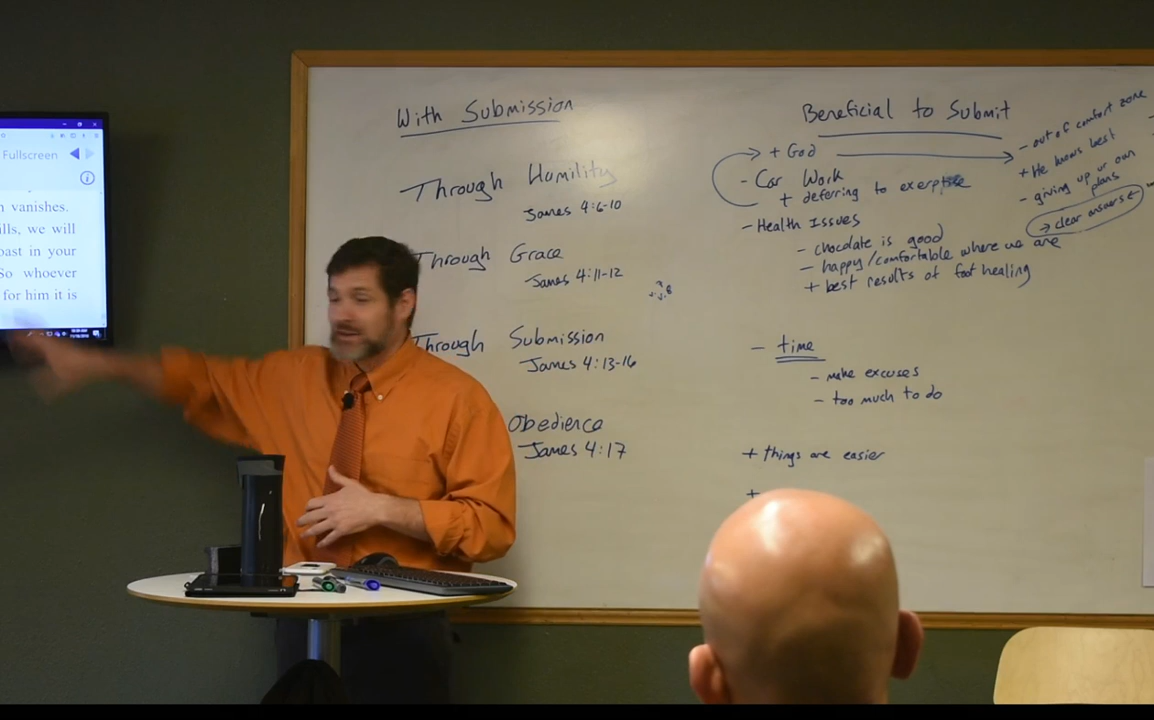 Fullscreen
vanishes.
we will
in your
So whoever
for him it is
With Submission
Through Humility
James 4:6-10
Through Grace
James 4:11-12
Through Submission
James 4:13-16
Obedience
James 4:17
Beneficial to Submit
+ God
- Car Work
+ deferring to
- Health Issues
- chocolate is good
- happy/comfortable where we are
+ best results of foot healing
- time
- make excuses
- too much to do
+ things are easier
+
- out of comfort zone
+ He knows best
- giving up ur own
plans
→ clear answers